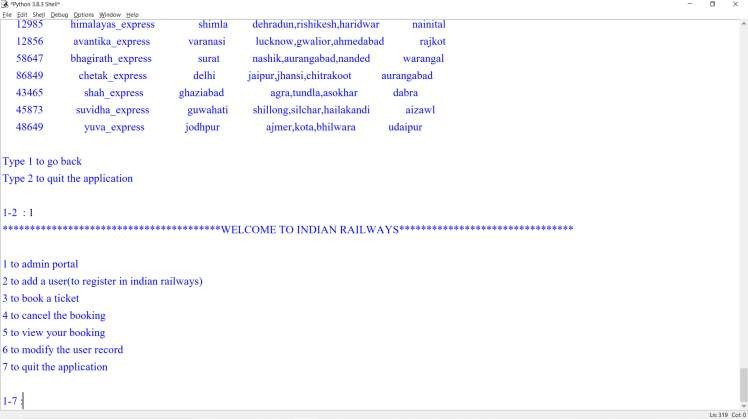 *Python 3.8.3 Shell*
File Edit Shell Debug Options Window Help
12985 himalayas_express shimla dehradun,rishikesh,haridwar nainital
12856 avantika_express varanasi lucknow,gwalior,ahmedabad rajkot
58647 bhagirath_express surat nashik,aurangabad,nanded warangal
86849 chetak_express delhi jaipur,jhansi,chitrakoot aurangabad
43465 shah_express ghaziabad agra,tundla,asokhar dabra
45873 suvidha_express guwahati shillong,silchar,hailakandi aizawl
48649 yuva_express jodhpur ajmer,kota,bhilwara udaipur
Type 1 to go back
Type 2 to quit the application
1-2 : 1
****************************************WELCOME TO INDIAN RAILWAYS********************************
1 to admin portal
2 to add a user(to register in indian railways)
3 to book a ticket
4 to cancel the booking
5 to view your booking
6 to modify the user record
7 to quit the application
1-7 :
Ln: 319 Col: 0